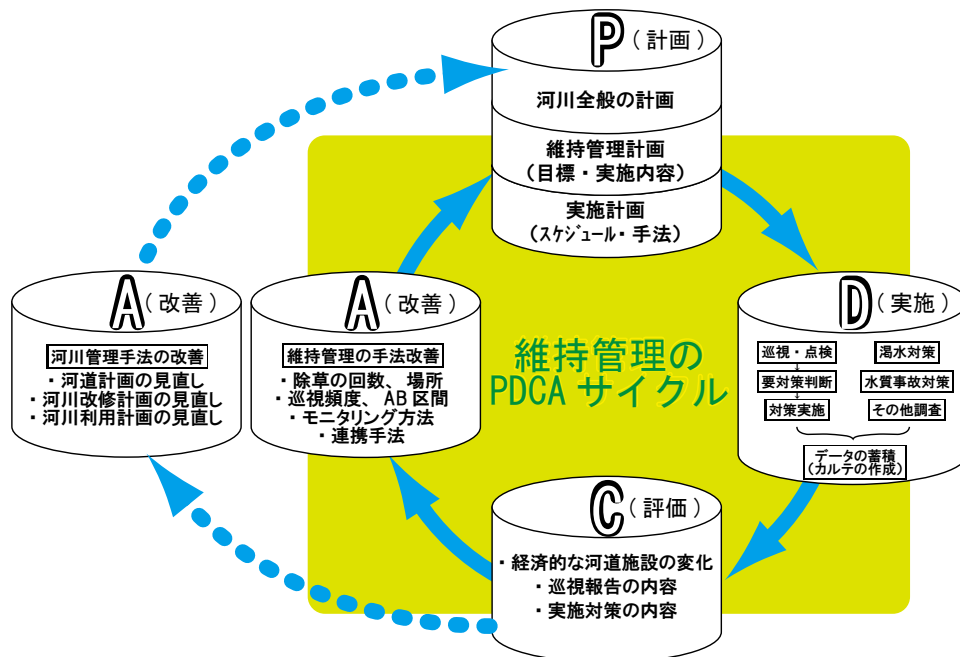 P(計画)
河川全般の計画
維持管理計画
(目標・実施内容)
実施計画
(スケジュール・手法)
A(改善)
河川管理手法の改善
・河道計画の見直し
・河川改修計画の見直し
・河川利用計画の見直し
A(改善)
維持管理の手法改善
・除草の回数、場所
・巡視頻度、AB区間
・モニタリング方法
・連携手法
維持管理の
PDCAサイクル
D(実施)
巡視・点検
要対策判断
対策実施
渇水対策
水質事故対策
その他調査
データの蓄積
(カルテの作成)
C(評価)
・経済的な河道施設の変化
・巡視報告の内容
・実施対策の内容